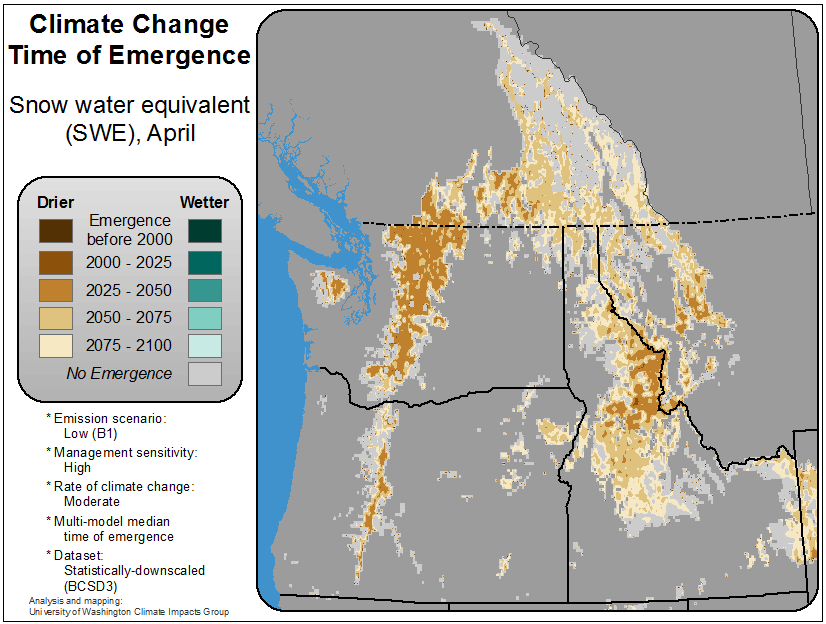 Climate Change
Time of Emergence
Snow water equivalent
(SWE), April
Drier Wetter
Emergence
before 2000
2000 - 2025
2025 - 2050
2050 - 2075
2075 - 2100
No Emergence
* Emission scenario:
Low (B1)
* Management sensitivity:
High
* Rate of climate change:
Moderate
* Multi-model median
time of emergence
* Dataset:
Statistically-downscaled
(BCSD3)
Analysis and mapping:
University of Washington Climate Impacts Group